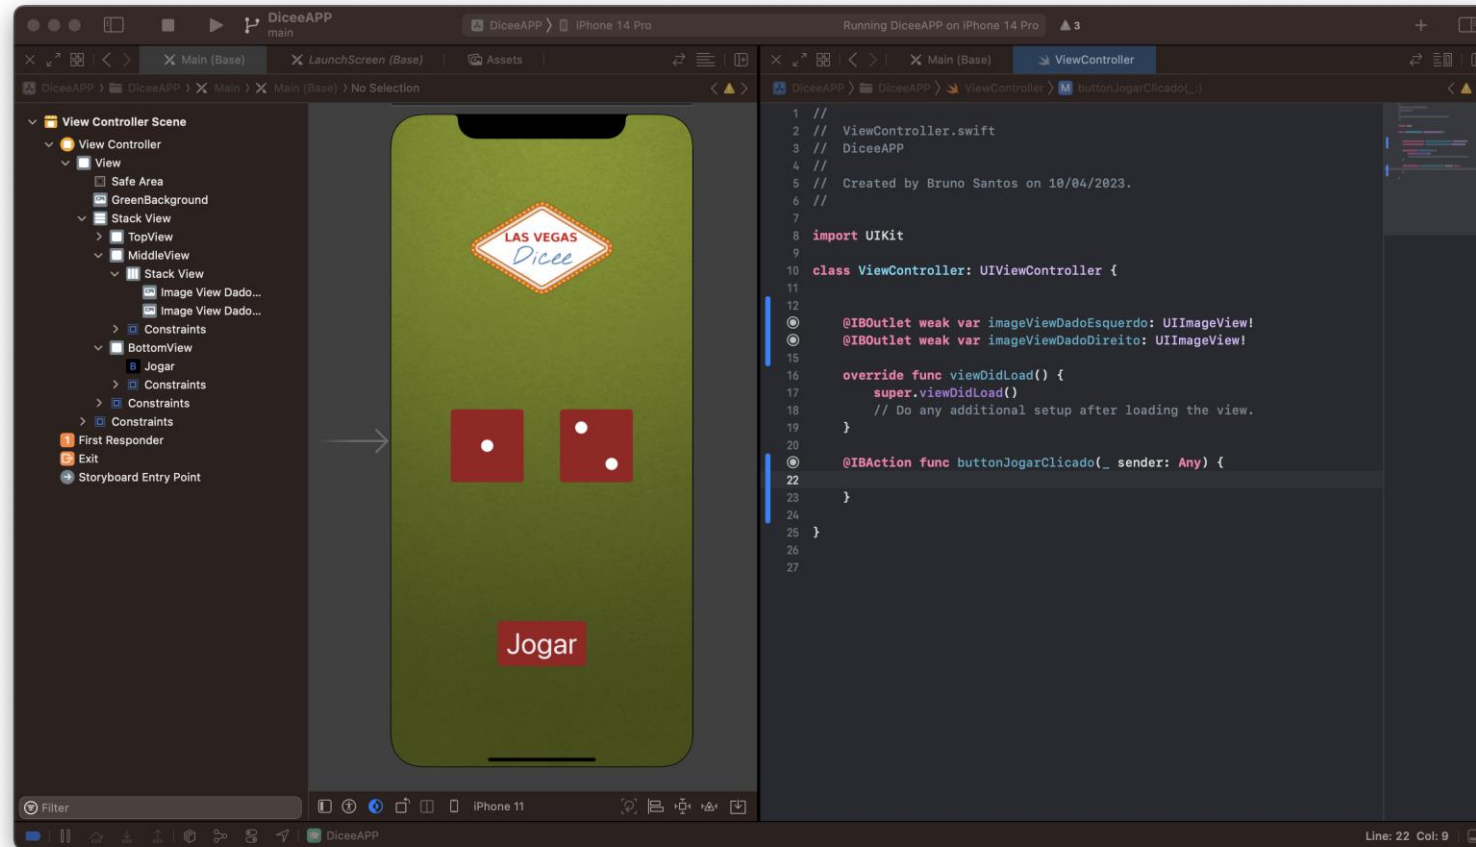 DiceeAPP
main
DiceeAPP 〉 iPhone 14 Pro
Running DiceeAPP on iPhone 14 Pro
3
Main (Base)
LaunchScreen (Base)
Assets
DiceeAPP 〉 DiceeAPP 〉 Main 〉 Main (Base) 〉 No Selection
View Controller Scene
View Controller
View
Safe Area
GreenBackground
Stack View
TopView
MiddleView
Stack View
Image View Dado...
Image View Dado...
Constraints
BottomView
B Jogar
Constraints
Constraints
Constraints
1 First Responder
Exit
Storyboard Entry Point
Filter
LAS VEGAS
Dicee
Jogar
iPhone 11
Main (Base)
ViewController
DiceeAPP 〉 DiceeAPP 〉 ViewController 〉 M buttonJogarClicado(_:)
1 //
2 //  ViewController.swift
3 //  DiceeAPP
4 //
5 //  Created by Bruno Santos on 10/04/2023.
6 //
7
8 import UIKit
9
10 class ViewController: UIViewController {
11
12
@IBOutlet weak var imageViewDadoEsquerdo: UIImageView!
@IBOutlet weak var imageViewDadoDireito: UIImageView!
15
16 override func viewDidLoad() {
17 super.viewDidLoad()
18 // Do any additional setup after loading the view.
19 }
20
@IBAction func buttonJogarClicado(_ sender: Any) {
22
23 }
24
25 }
26
27
DiceeAPP
Line: 22 Col: 9